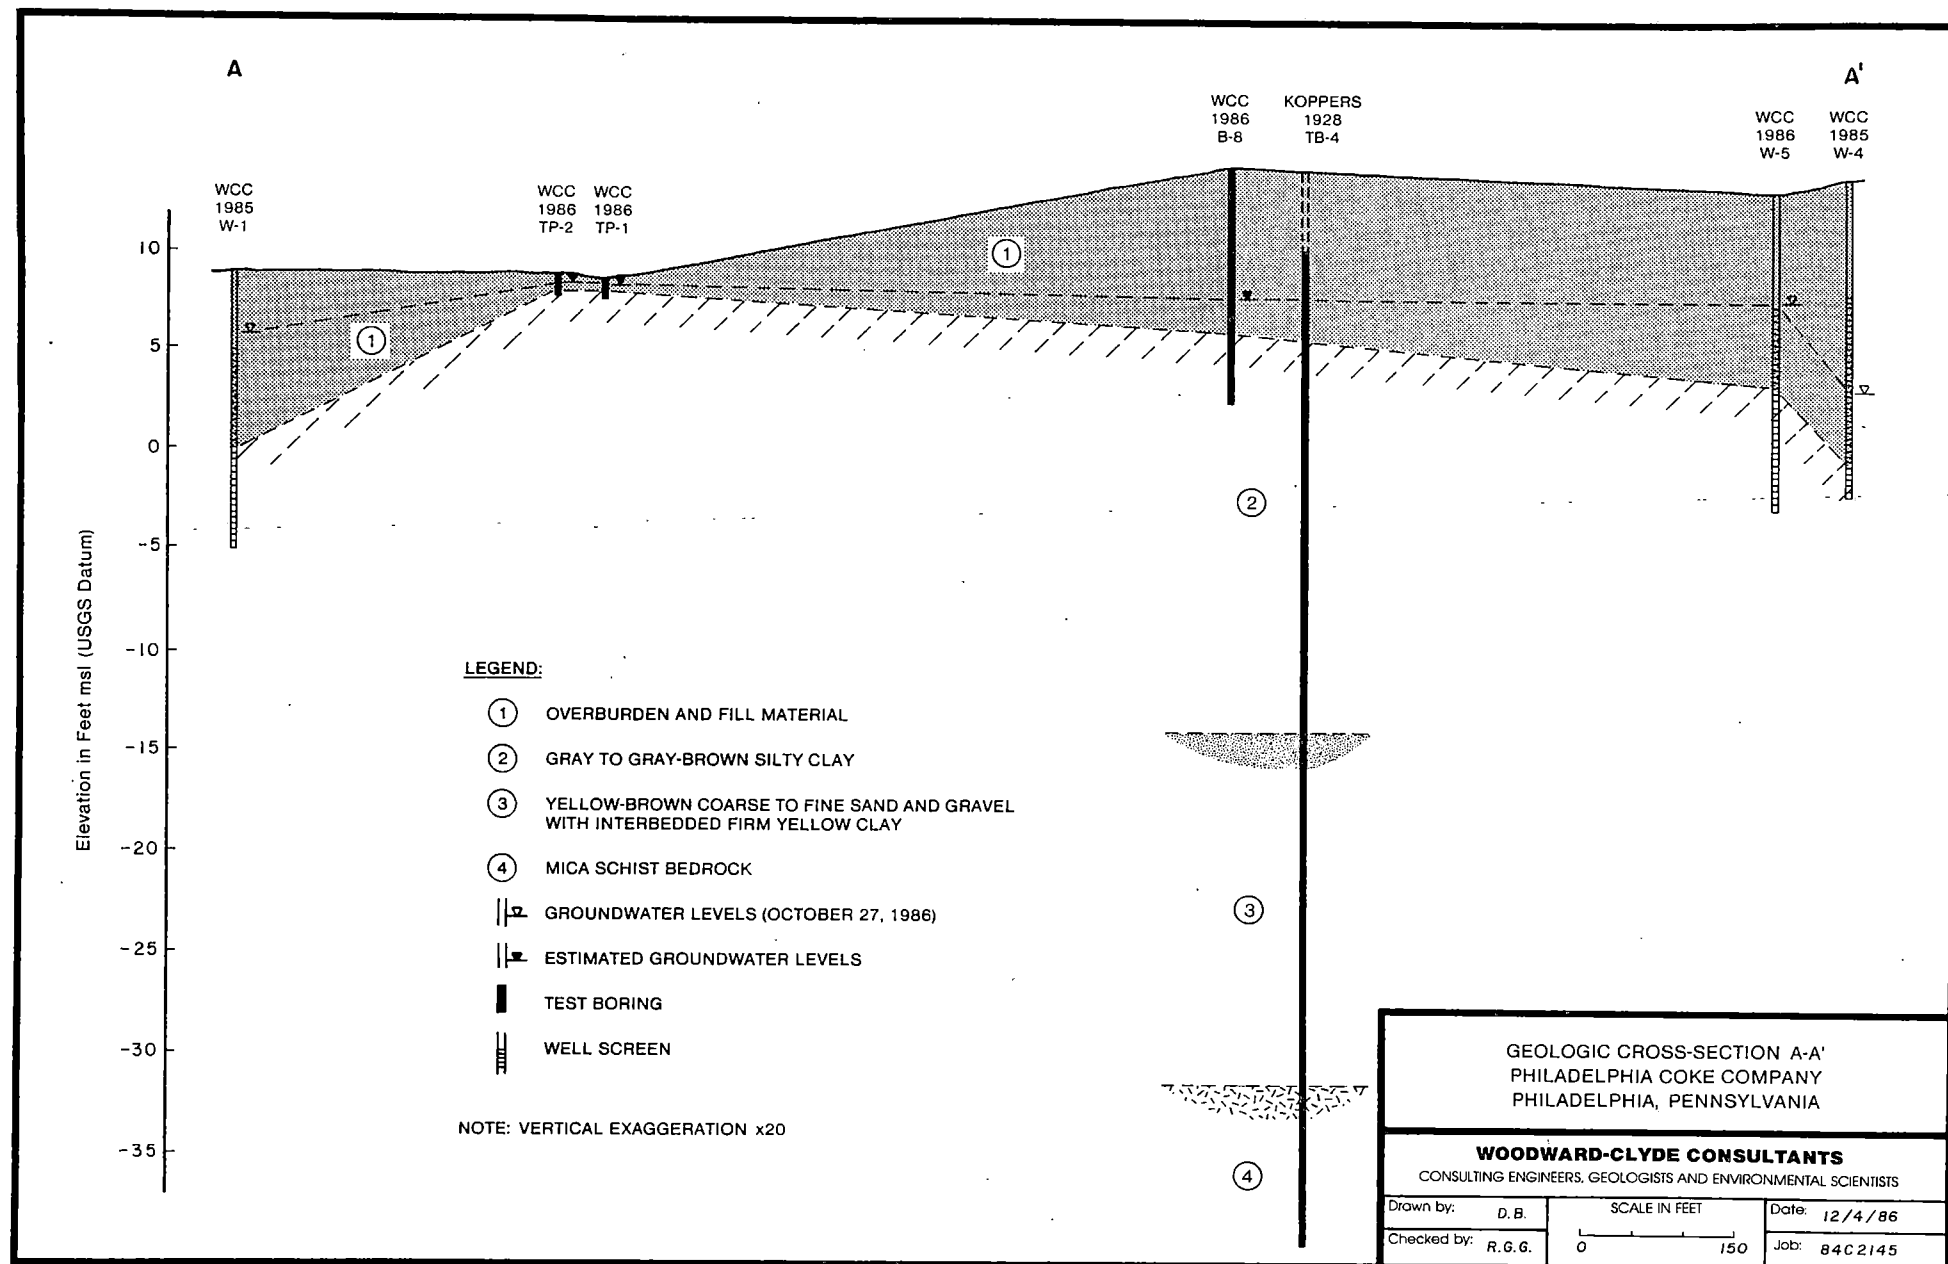 A
A'
WCC
1985
W-1
WCC
1986
TP-2
WCC
1986
TP-1
WCC
1986
B-8
KOPPERS
1928
TB-4
WCC
1986
W-5
WCC
1985
W-4
Elevation in Feet msl (USGS Datum)
10
5
0
-5
-10
-15
-20
-25
-30
-35
1
1
2
3
4
LEGEND:
1 OVERBURDEN AND FILL MATERIAL
2 GRAY TO GRAY-BROWN SILTY CLAY
3 YELLOW-BROWN COARSE TO FINE SAND AND GRAVEL
WITH INTERBEDDED FIRM YELLOW CLAY
4 MICA SCHIST BEDROCK
GROUNDWATER LEVELS (OCTOBER 27, 1986)
ESTIMATED GROUNDWATER LEVELS
TEST BORING
WELL SCREEN
NOTE: VERTICAL EXAGGERATION x20
GEOLOGIC CROSS-SECTION A-A'
PHILADELPHIA COKE COMPANY
PHILADELPHIA, PENNSYLVANIA
WOODWARD-CLYDE CONSULTANTS
CONSULTING ENGINEERS, GEOLOGISTS AND ENVIRONMENTAL SCIENTISTS
Drawn by: D.B.
Checked by: R.G.G.
SCALE IN FEET
0 150
Date: 12/4/86
Job: 84C2145